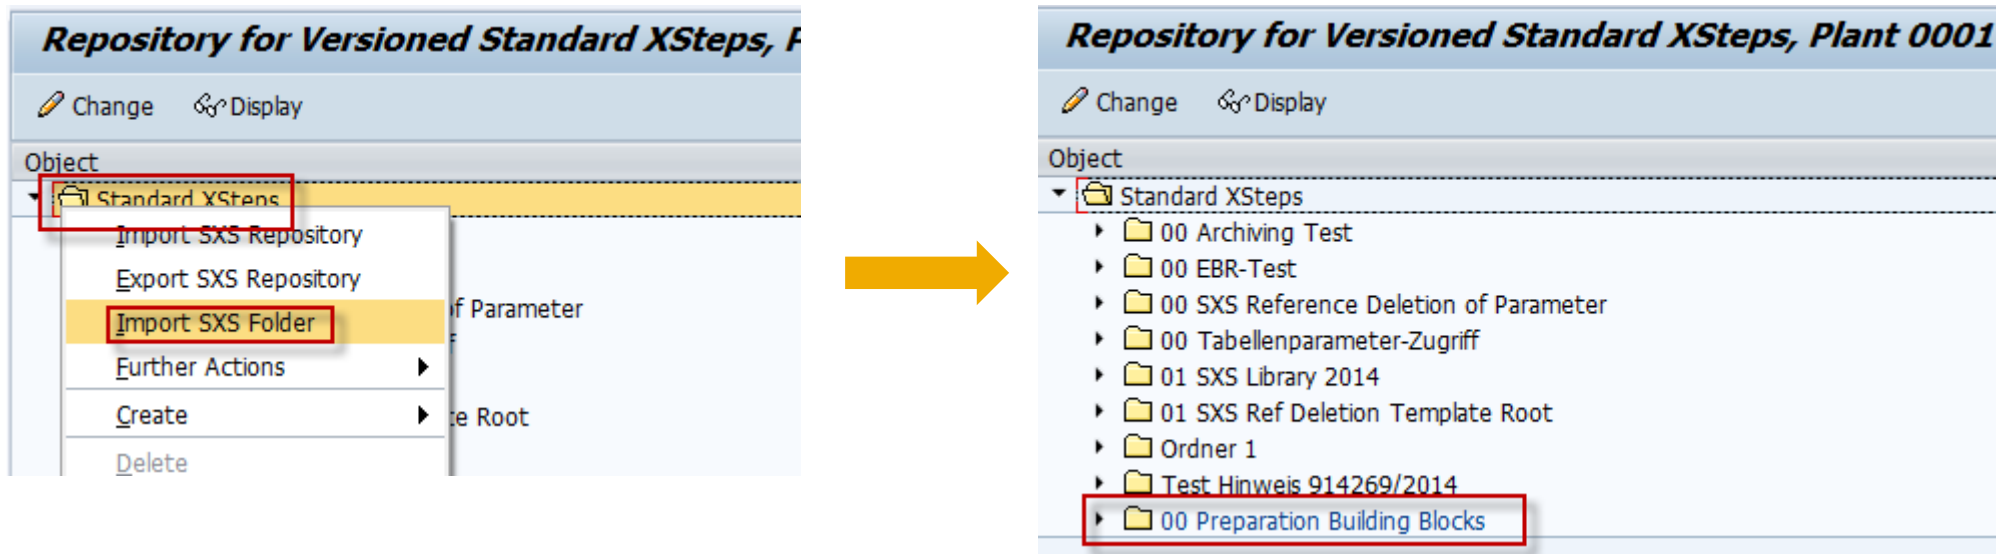 Repository for Versioned Standard XSteps, P
Change Display
Object
Standard XSteps
Import SXS Repository
Export SXS Repository
Import SXS Folder
of Parameter
Further Actions
Create
te Root
Delete
Repository for Versioned Standard XSteps, Plant 0001
Change Display
Object
Standard XSteps
00 Archiving Test
00 EBR-Test
00 SXS Reference Deletion of Parameter
00 Tabellenparameter-Zugriff
01 SXS Library 2014
01 SXS Ref Deletion Template Root
Ordner 1
Test Hinweis 914269/2014
00 Preparation Building Blocks